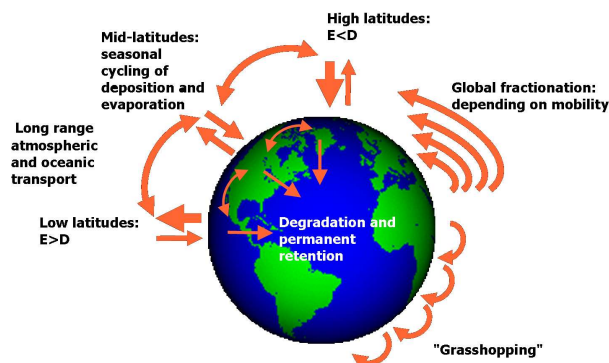 High latitudes:
E<D
Mid-latitudes:
seasonal
cycling of
deposition and
evaporation
Global fractionation:
depending on mobility
Long range
atmospheric
and oceanic
transport
Low latitudes:
E>D
Degradation and
permanent
retention
"Grasshopping"